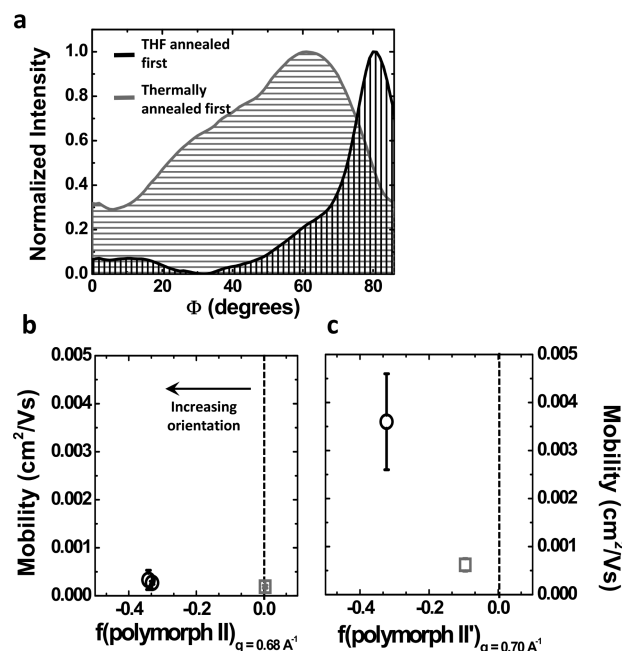 a
THF annealed
first
Thermally
annealed first
Normalized Intensity
1.0
0.8
0.6
0.4
0.2
0.0
0 20 40 60 80
Φ (degrees)
b
Mobility (cm²/Vs)
0.005
0.004
0.003
0.002
0.001
0.000
Increasing
orientation
-0.4 -0.2 0.0
f(polymorph II)q = 0.68 A⁻¹
c
0.005
0.004
0.003
0.002
0.001
0.000
Mobility (cm²/Vs)
-0.4 -0.2 0.0
f(polymorph II')q = 0.70 A⁻¹